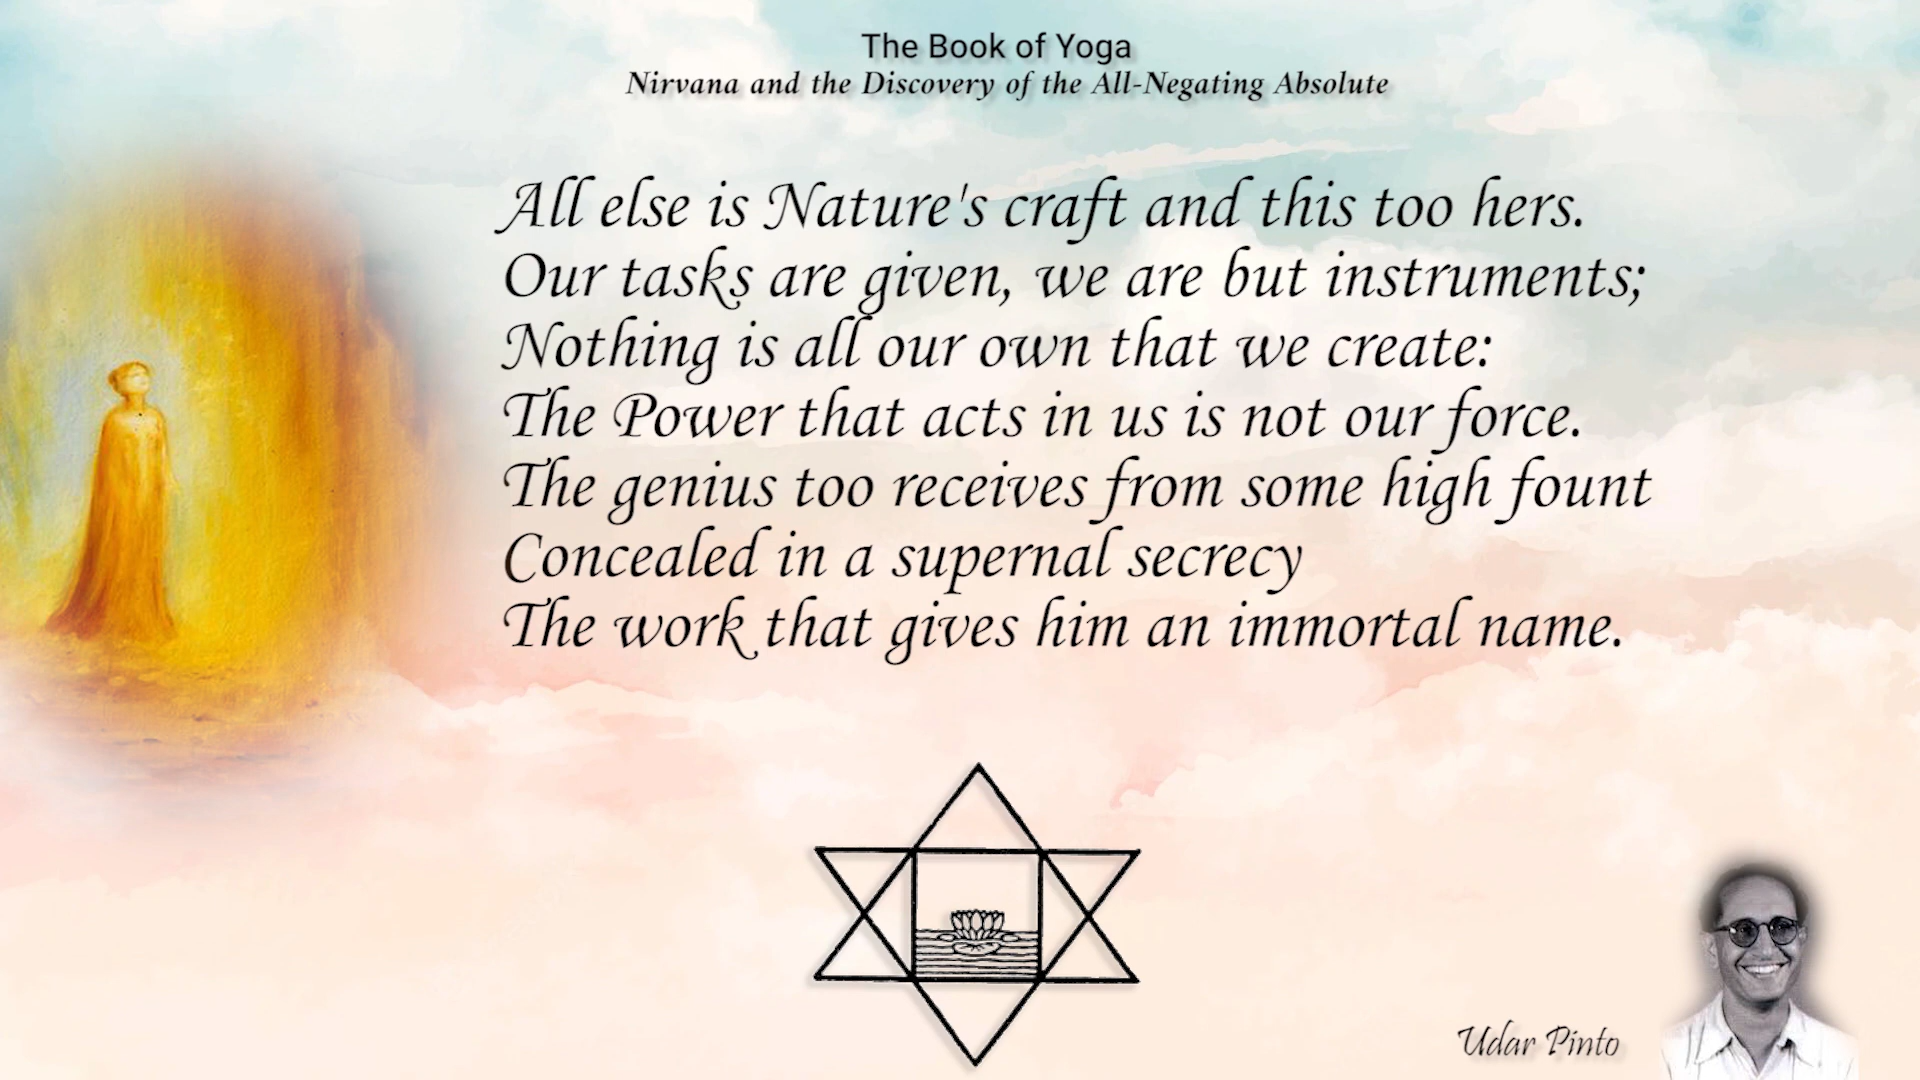 The Book of Yoga
Nirvana and the Discovery of the All-Negating Absolute
All else is Nature's craft and this too hers.
Our tasks are given, we are but instruments;
Nothing is all our own that we create:
The Power that acts in us is not our force.
The genius too receives from some high fount
Concealed in a supernal secrecy
The work that gives him an immortal name.
Udar Pinto